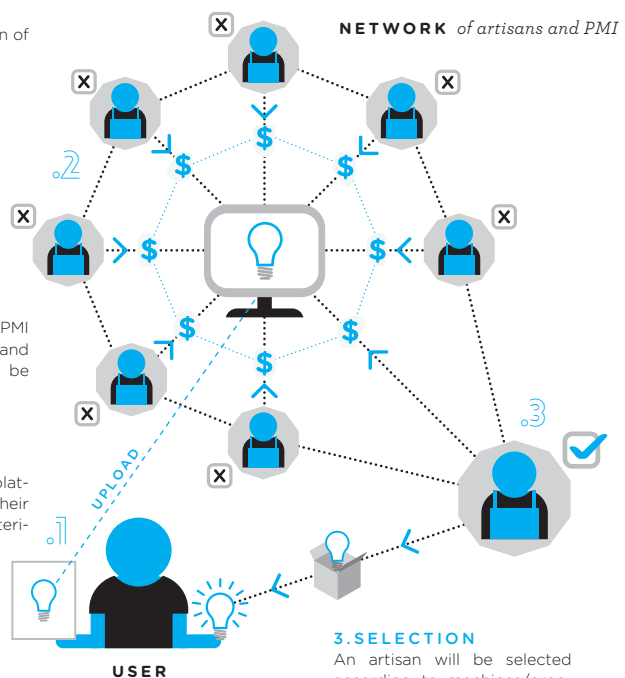 n of
NETWORK of artisans and PMI
X
X
X
.2
$
$
$
X
X
$
$
PMI
and
be
$
$
$
X
.3
X
plat-
heir
teri-
UPLOAD
.1
USER
3.SELECTION
An artisan will be selected